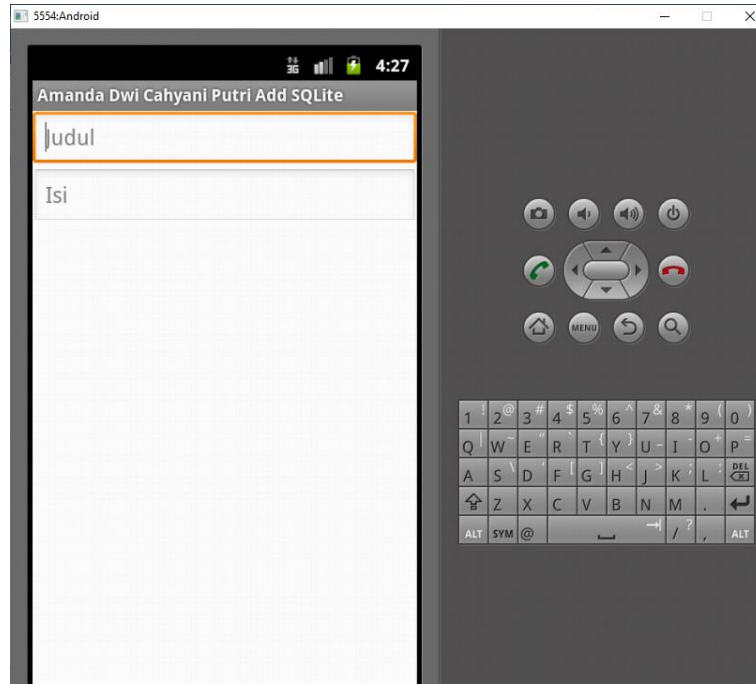 5554:Android
3G 4:27
Amanda Dwi Cahyani Putri Add SQLite
Judul
Isi
MENU
1 ! 2 @ 3 # 4 $ 5 % 6 ^ 7 & 8 * 9 ( 0 )
Q | W ~ E " R ` T { Y } U _ I - O + P =
A S \ D ' F [ G ] H < J > K ; L : DEL
Z X C V B N M .
ALT SYM @ / ? , ALT